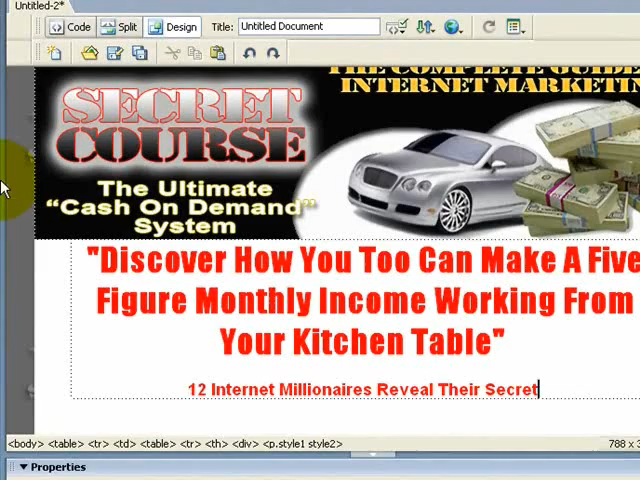 Untitled-2*
Code Split Design Title: Untitled Document
THE COMPLETE GUIDE
INTERNET MARKETIN
SECRET
COURSE
The Ultimate
“Cash On Demand”
System
"Discover How You Too Can Make A Five
Figure Monthly Income Working From
Your Kitchen Table"
12 Internet Millionaires Reveal Their Secret
<body> <table> <tr> <td> <table> <tr> <th> <div> <p.style1 style2> 788 x 3
Properties